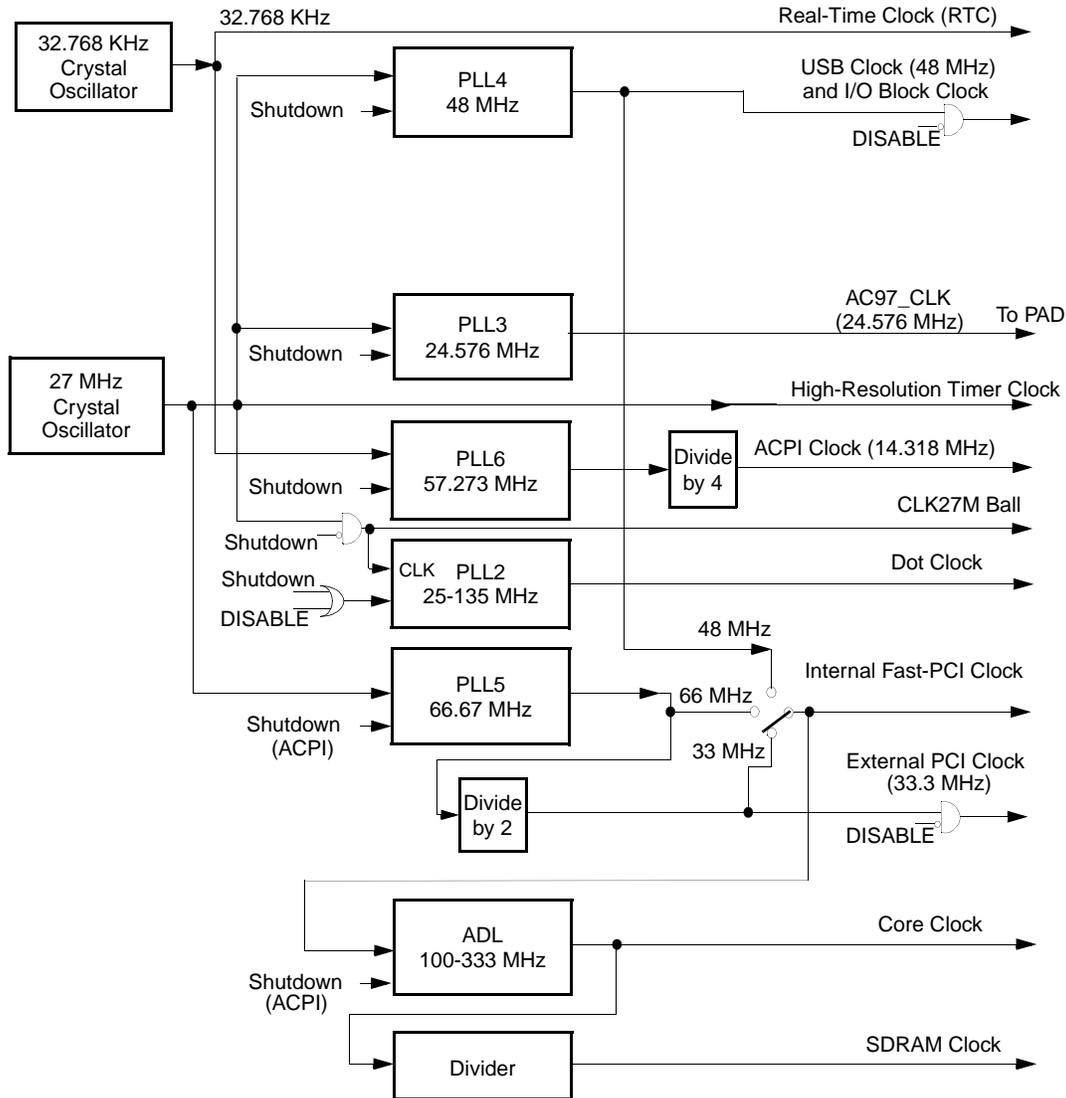 32.768 KHz
Real-Time Clock (RTC)
32.768 KHz
Crystal
Oscillator
PLL4
48 MHz
Shutdown
USB Clock (48 MHz)
and I/O Block Clock
DISABLE
PLL3
24.576 MHz
Shutdown
AC97_CLK
(24.576 MHz)
To PAD
27 MHz
Crystal
Oscillator
High-Resolution Timer Clock
PLL6
57.273 MHz
Shutdown
Divide
by 4
ACPI Clock (14.318 MHz)
CLK27M Ball
Shutdown
CLK
PLL2
25-135 MHz
Shutdown
DISABLE
Dot Clock
48 MHz
PLL5
66.67 MHz
Shutdown
(ACPI)
66 MHz
33 MHz
Internal Fast-PCI Clock
External PCI Clock
(33.3 MHz)
Divide
by 2
DISABLE
ADL
100-333 MHz
Shutdown
(ACPI)
Core Clock
Divider
SDRAM Clock